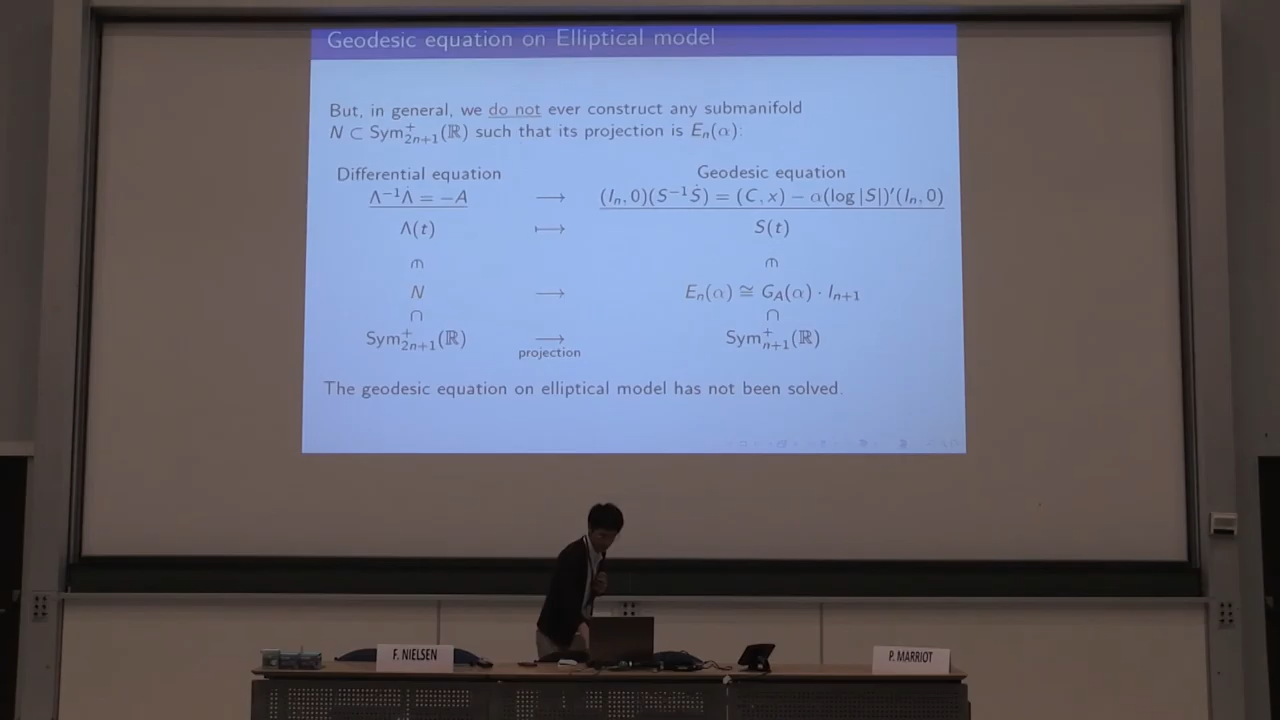 Geodesic equation on Elliptical model
But, in general, we do not ever construct any submanifold
N ⊂ Sym⁺₂ₙ₊₁(ℝ) such that its projection is Eₙ(α):
Differential equation Geodesic equation
Λ⁻¹Λ̇ = −A ⟶ (Iₙ, 0)(S⁻¹Ṡ) = (C, x) − α(log |S|)′(Iₙ, 0)
Λ(t) ⟼ S(t)
∈ ∈
N ⟶ Eₙ(α) ≅ G_A(α) · Iₙ₊₁
∩ ∩
Sym⁺₂ₙ₊₁(ℝ) ⟶ Sym⁺ₙ₊₁(ℝ)
projection
The geodesic equation on elliptical model has not been solved.
F. NIELSEN
P. MARRIOT